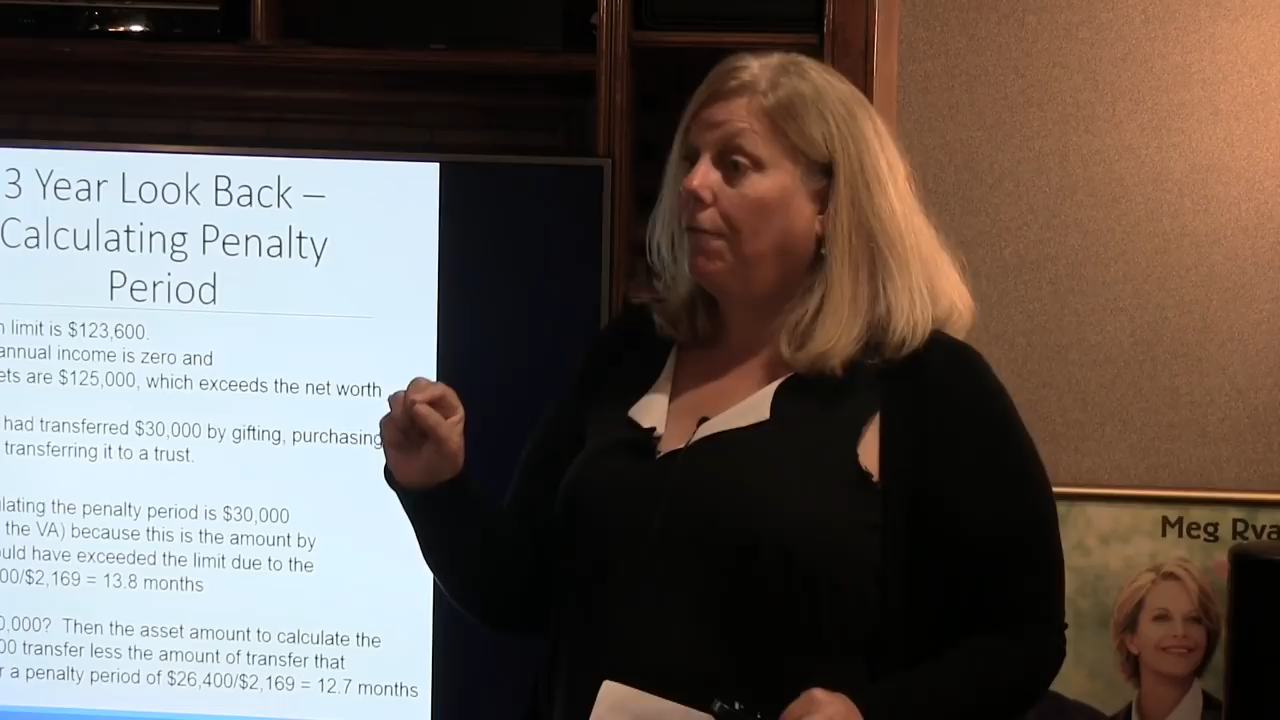 3 Year Look Back –
Calculating Penalty
Period
limit is $123,600.
annual income is zero and
are $125,000, which exceeds the net worth
had transferred $30,000 by gifting, purchasing
transferring it to a trust.
the penalty period is $30,000
the VA) because this is the amount by
have exceeded the limit due to the
00/$2,169 = 13.8 months
0,000? Then the asset amount to calculate the
00 transfer less the amount of transfer that
a penalty period of $26,400/$2,169 = 12.7 months
Meg Rya